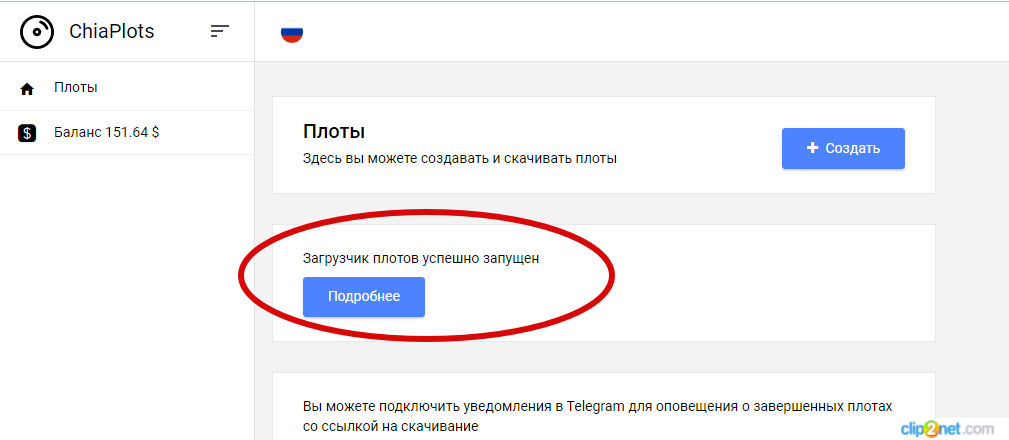 ChiaPlots
Плоты
Баланс 151.64 $
Плоты
Здесь вы можете создавать и скачивать плоты
+ Создать
Загрузчик плотов успешно запущен
Подробнее
Вы можете подключить уведомления в Telegram для оповещения о завершенных плотах
со ссылкой на скачивание
clip2net.com